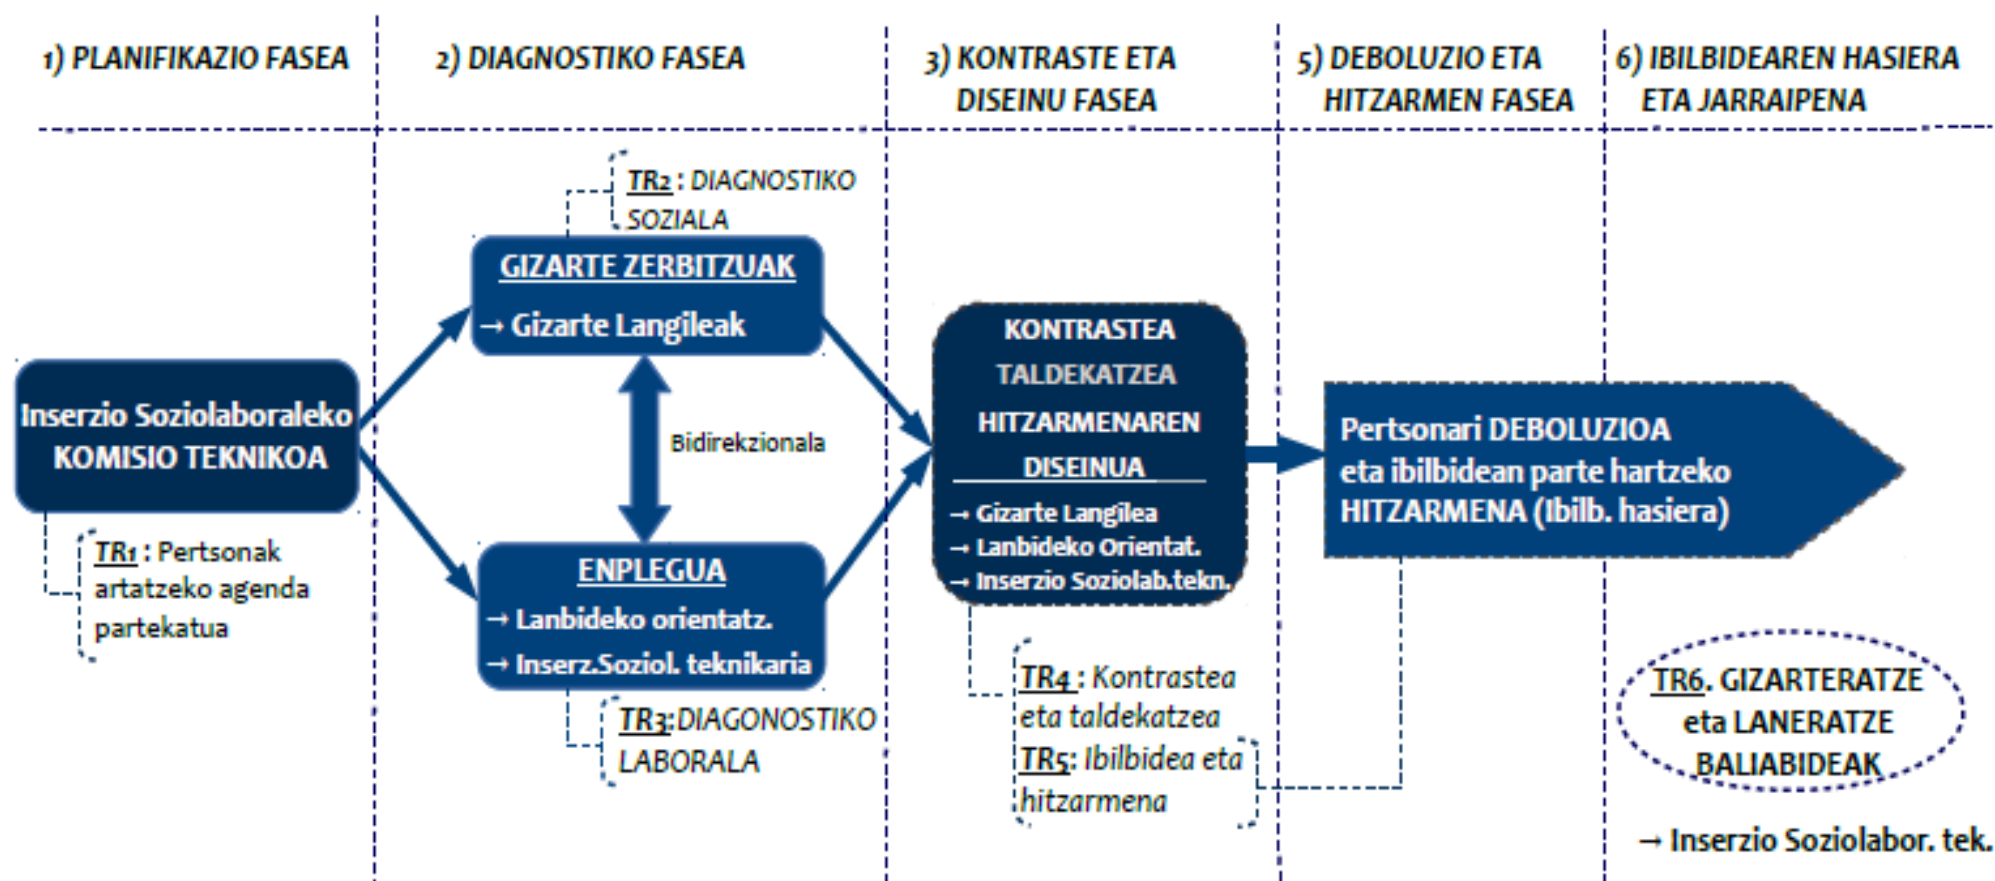 1) PLANIFIKAZIO FASEA
2) DIAGNOSTIKO FASEA
3) KONTRASTE ETA
DISEINU FASEA
5) DEBOLUZIO ETA
HITZARMEN FASEA
6) IBILBIDEAREN HASIERA
ETA JARRAIPENA
Inserzio Soziolaboraleko
KOMISIO TEKNIKOA
TR1 : Pertsonak
artatzeko agenda
partekatua
TR2 : DIAGNOSTIKO
SOZIALA
GIZARTE ZERBITZUAK
→ Gizarte Langileak
Bidirekzionala
ENPLEGUA
→ Lanbideko orientatz.
→ Inserz.Soziol. teknikaria
TR3:DIAGONOSTIKO
LABORALA
KONTRASTEA
TALDEKATZEA
HITZARMENAREN
DISEINUA
→ Gizarte Langilea
→ Lanbideko Orientat.
→ Inserzio Soziolab.tekn.
TR4 : Kontrastea
eta taldekatzea
TR5: Ibilbidea eta
hitzarmena
Pertsonari DEBOLUZIOA
eta ibilbidean parte hartzeko
HITZARMENA (Ibilb. hasiera)
TR6. GIZARTERATZE
eta LANERATZE
BALIABIDEAK
→ Inserzio Soziolabor. tek.